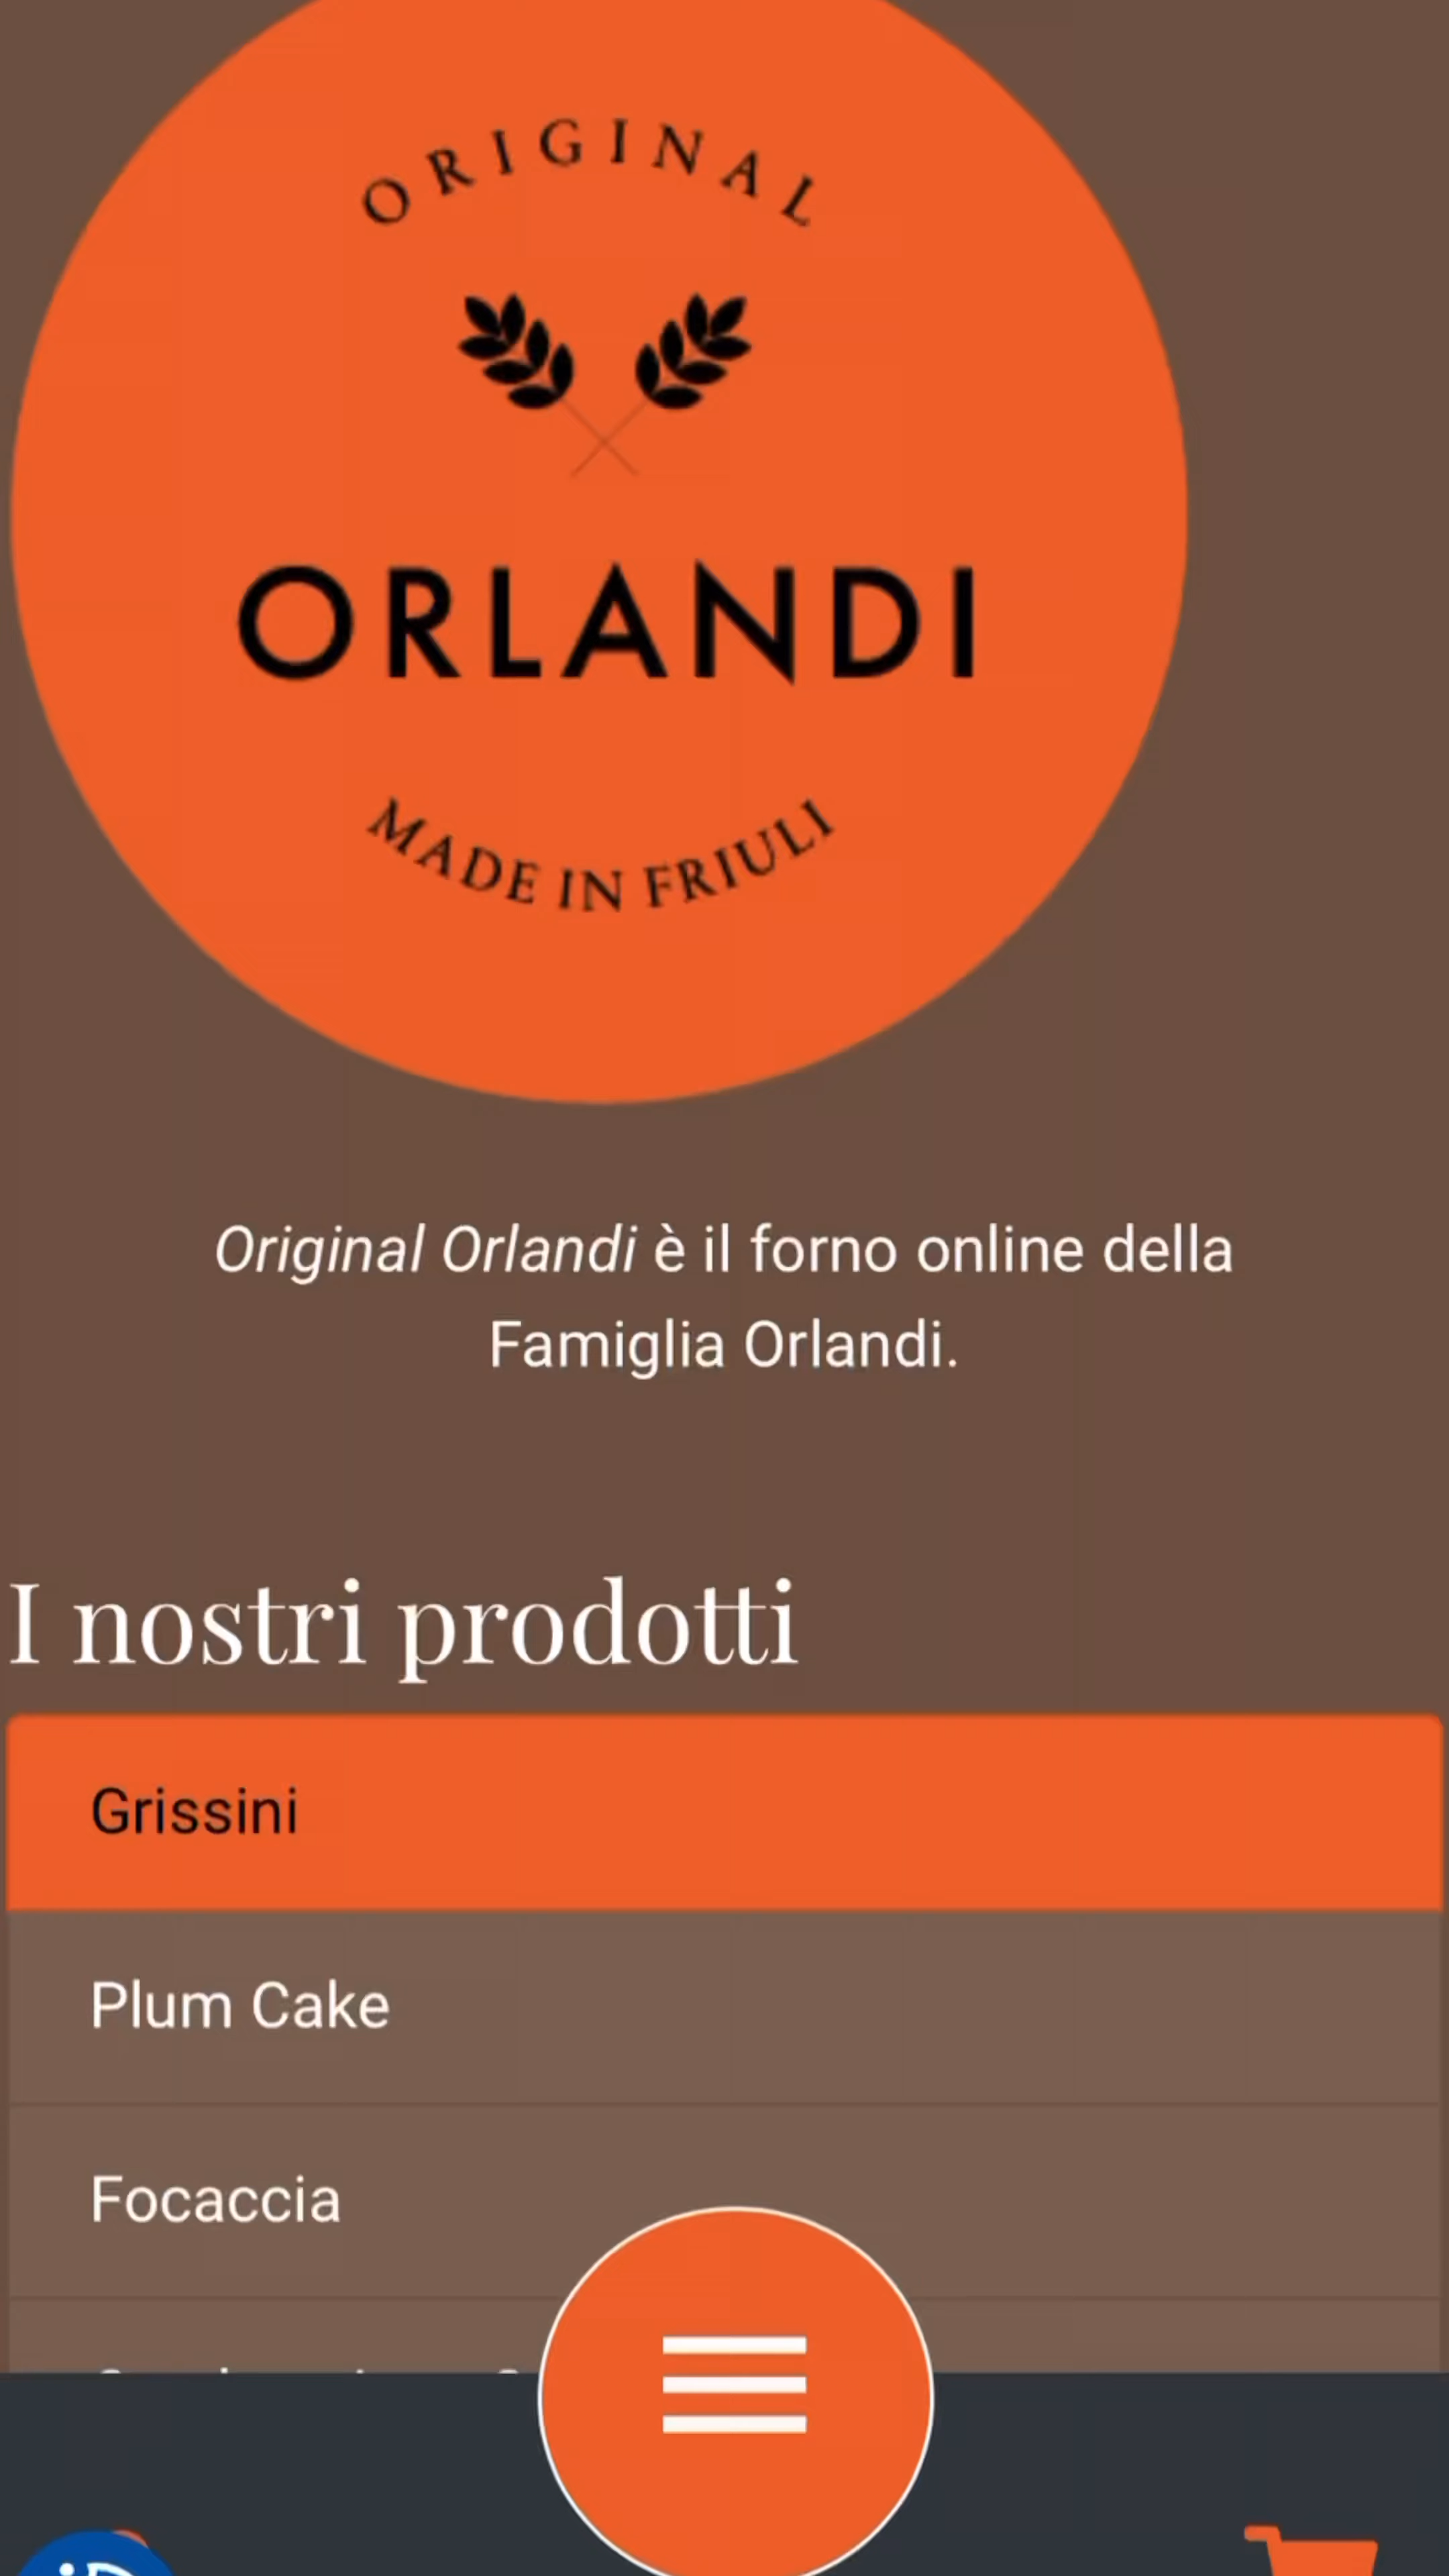 ORIGINAL
ORLANDI
MADE IN FRIULI
Original Orlandi è il forno online della
Famiglia Orlandi.
I nostri prodotti
Grissini
Plum Cake
Focaccia